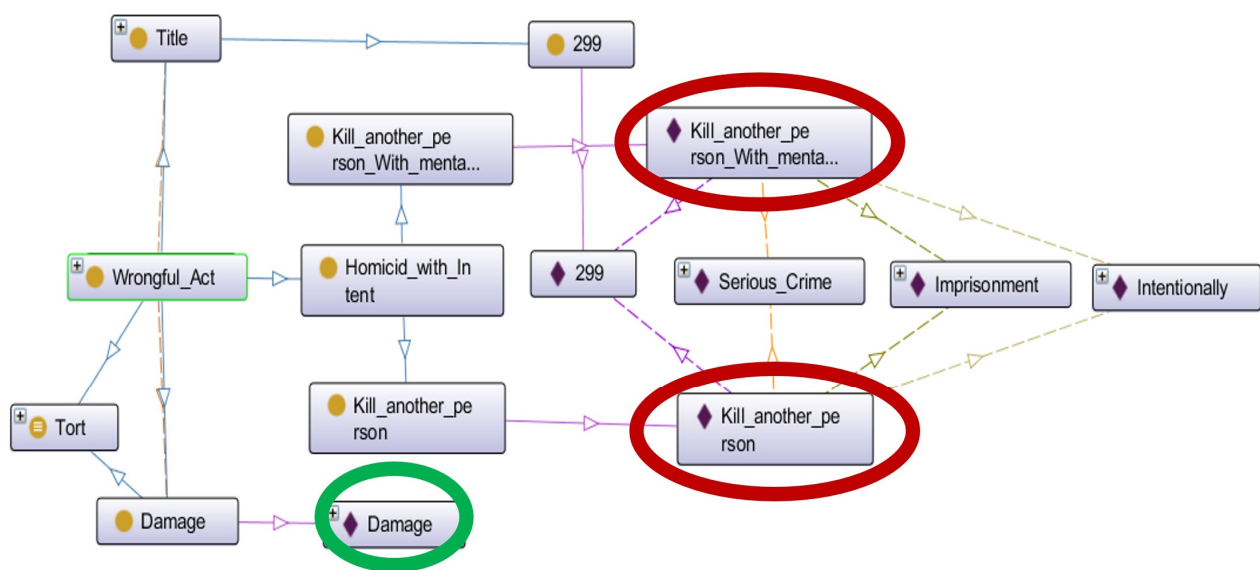 Title
299
Kill_another_pe
rson_With_menta...
Kill_another_pe
rson_With_menta...
Wrongful_Act
Homicid_with_In
tent
299
Serious_Crime
Imprisonment
Intentionally
Tort
Kill_another_pe
rson
Kill_another_pe
rson
Damage
Damage